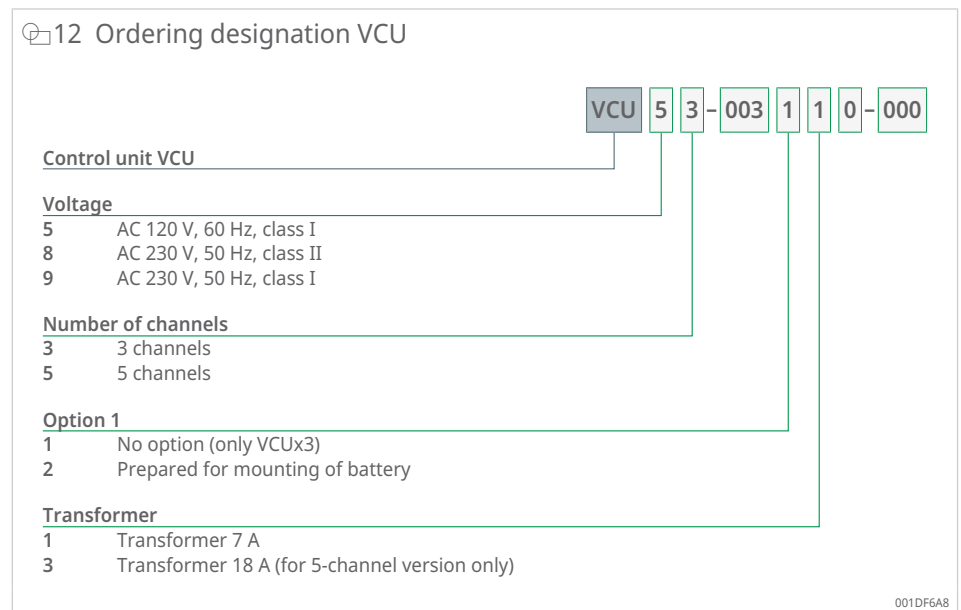 12 Ordering designation VCU
VCU 5 3 – 003 1 1 0 – 000
Control unit VCU
Voltage
5 AC 120 V, 60 Hz, class I
8 AC 230 V, 50 Hz, class II
9 AC 230 V, 50 Hz, class I
Number of channels
3 3 channels
5 5 channels
Option 1
1 No option (only VCUx3)
2 Prepared for mounting of battery
Transformer
1 Transformer 7 A
3 Transformer 18 A (for 5-channel version only)
001DF6A8